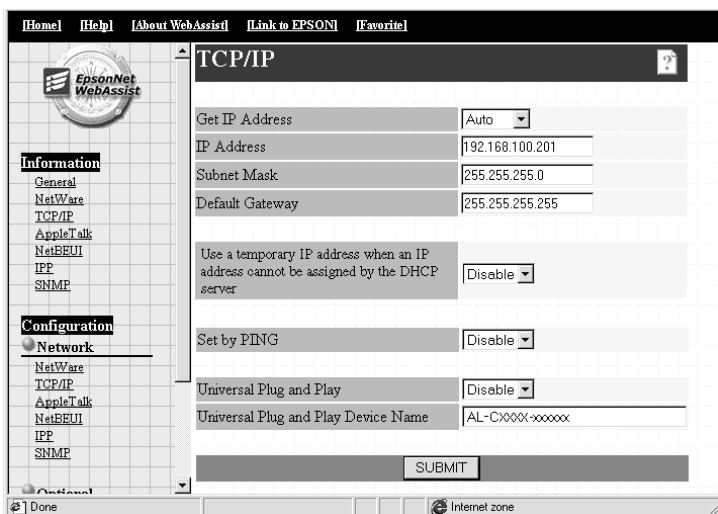 [Home] [Help] [About WebAssist] [Link to EPSON] [Favorite]
EpsonNet
WebAssist
Information
General
NetWare
TCP/IP
AppleTalk
NetBEUI
IPP
SNMP
Configuration
Network
NetWare
TCP/IP
AppleTalk
NetBEUI
IPP
SNMP
Optional
TCP/IP
?
Get IP Address Auto
IP Address 192.168.100.201
Subnet Mask 255.255.255.0
Default Gateway 255.255.255.255
Use a temporary IP address when an IP
address cannot be assigned by the DHCP
server
Disable
Set by PING Disable
Universal Plug and Play Disable
Universal Plug and Play Device Name AL-CXXXX-xxxxxx
SUBMIT
Done Internet zone